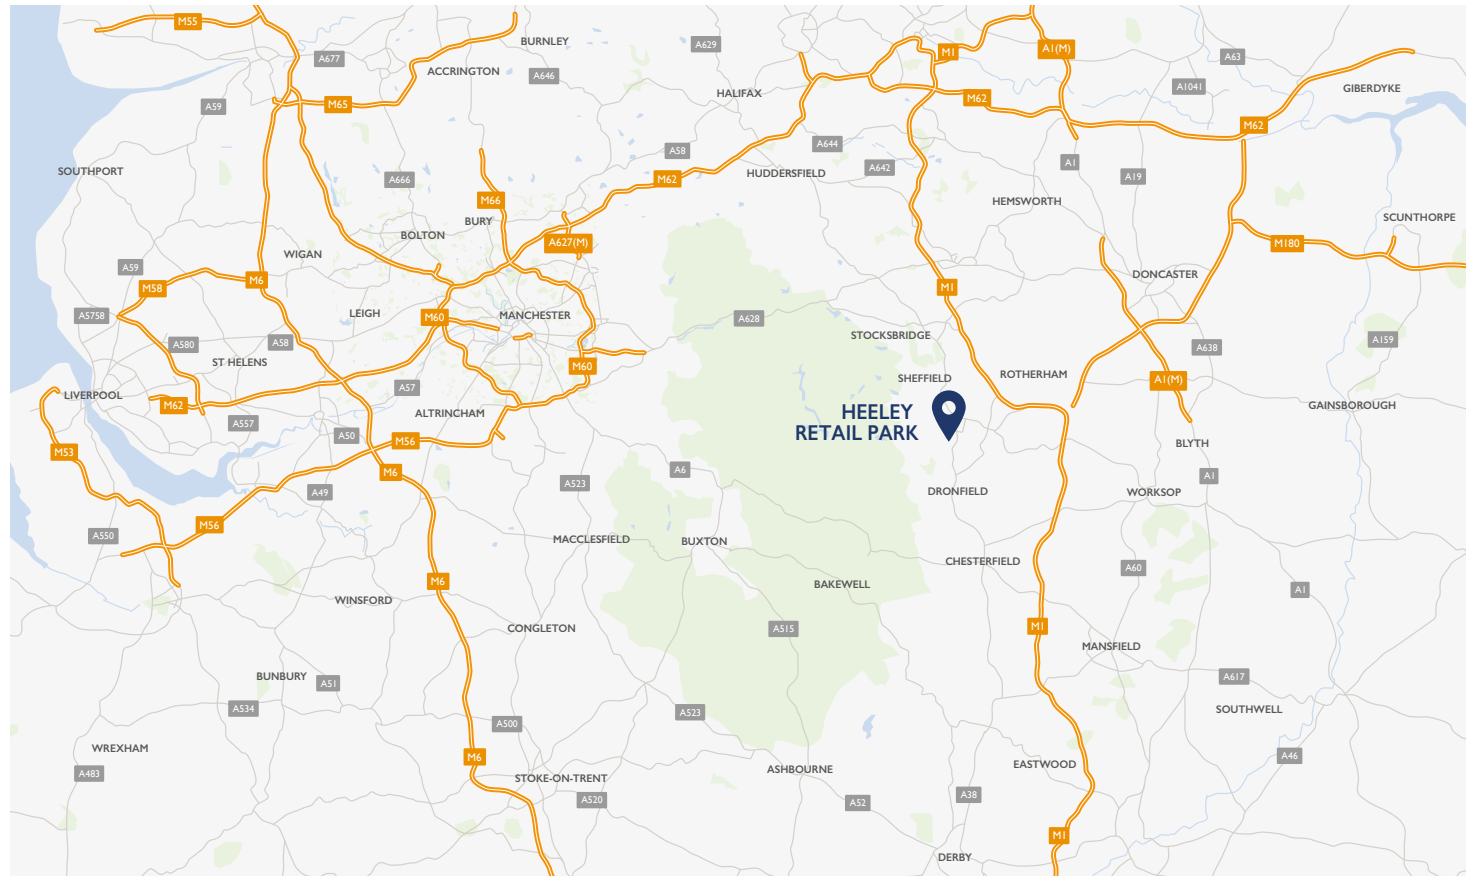 M55
BURNLEY
A629
M1
A1(M)
A63
A677
ACCRINGTON
A646
A1041
GIBERDYKE
HALIFAX
M62
A59
M65
M62
A644
A58
A1
A642
SOUTHPORT
A666
M62
HUDDERSFIELD
A19
M66
HEMSWORTH
BURY
SCUNTHORPE
BOLTON
A627(M)
M180
WIGAN
A59
DONCASTER
M58
M6
M1
A5758
LEIGH
M60
MANCHESTER
A628
STOCKSBRIDGE
A580
A58
A159
A638
ST HELENS
M60
ROTHERHAM
SHEFFIELD
A1(M)
A57
LIVERPOOL
M62
GAINSBOROUGH
ALTRINCHAM
HEELEY
RETAIL PARK
A557
A50
M56
BLYTH
M53
M6
A6
A1
A523
A49
DRONFIELD
WORKSOP
M56
A550
MACCLESFIELD
BUXTON
CHESTERFIELD
A60
M6
BAKEWELL
A1
WINSFORD
CONGLETON
A515
M1
MANSFIELD
BUNBURY
A51
A617
A534
A523
SOUTHWELL
A500
WREXHAM
M6
A46
EASTWOOD
A483
ASHBOURNE
STOKE-ON-TRENT
A520
A52
A38
M1
DERBY